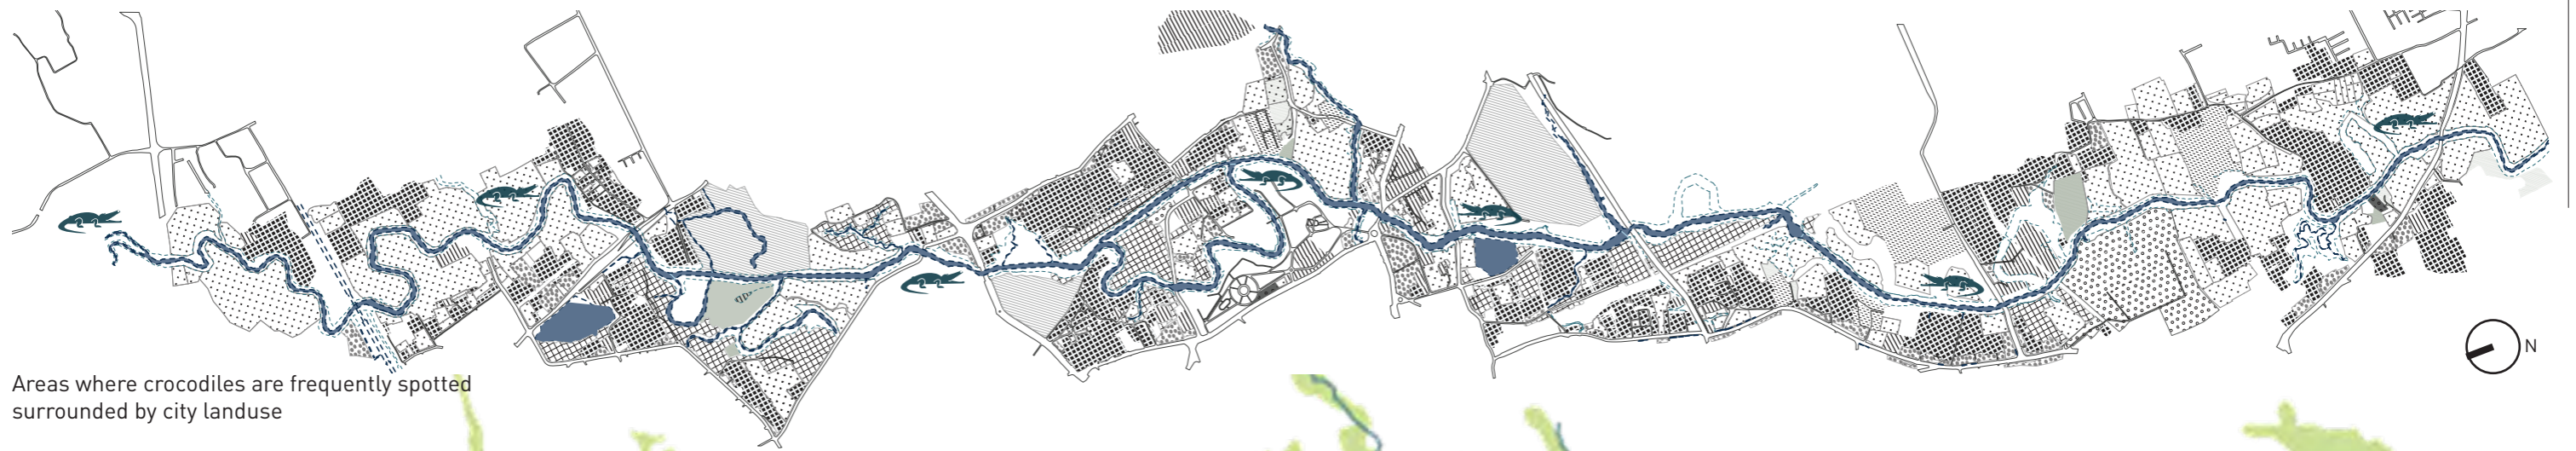 Areas where crocodiles are frequently spotted
surrounded by city landuse
N